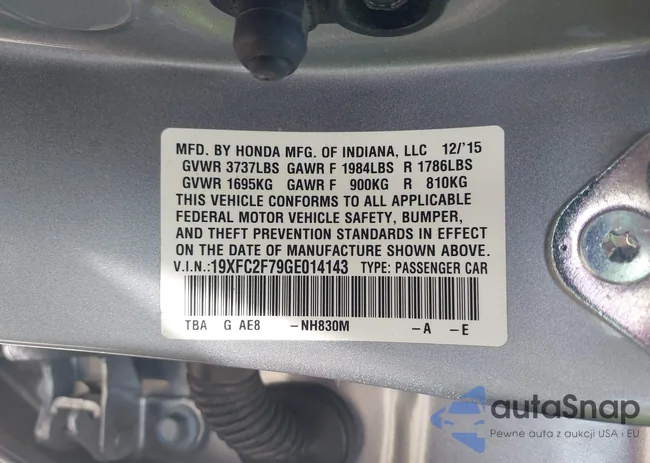 MFD. BY HONDA MFG. OF INDIANA, LLC 12/'15
GVWR 3737LBS GAWR F 1984LBS R 1786LBS
GVWR 1695KG GAWR F 900KG R 810KG
THIS VEHICLE CONFORMS TO ALL APPLICABLE
FEDERAL MOTOR VEHICLE SAFETY, BUMPER,
AND THEFT PREVENTION STANDARDS IN EFFECT
ON THE DATE OF MANUFACTURE SHOWN ABOVE.
V.I.N.:19XFC2F79GE014143 TYPE: PASSENGER CAR
TBA G AE8 -NH830M -A -E
autaSnap
Pewne auta z aukcji USA i EU